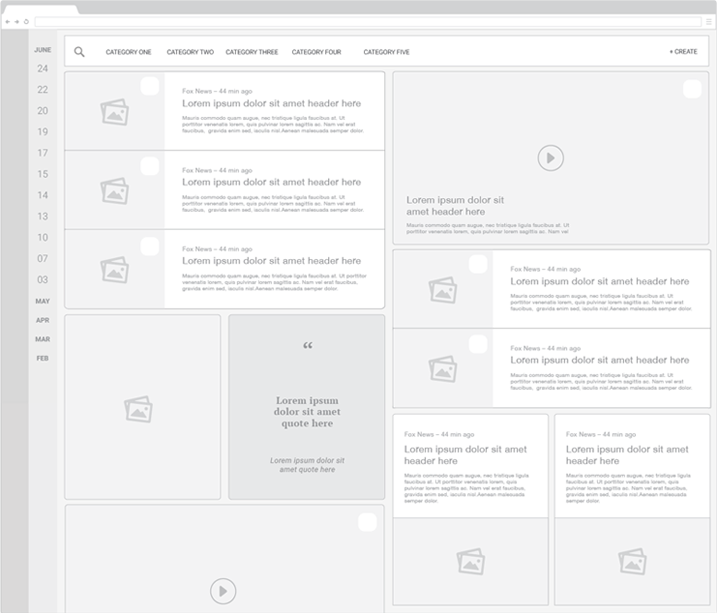 JUNE
24
22
20
19
17
15
14
13
10
07
03
MAY
APR
MAR
FEB
CATEGORY ONE CATEGORY TWO CATEGORY THREE CATEGORY FOUR CATEGORY FIVE + CREATE
Fox News – 44 min ago
Lorem ipsum dolor sit amet header here
Mauris commodo quam augue, nec tristique ligula faucibus at. Ut
porttitor venenatis lorem, quis pulvinar lorem sagittis ac. Nam vel erat
faucibus, gravida enim sed, iaculis nisl.Aenean malesuada semper dolor.
Fox News – 44 min ago
Lorem ipsum dolor sit amet header here
Mauris commodo quam augue, nec tristique ligula faucibus at. Ut
porttitor venenatis lorem, quis pulvinar lorem sagittis ac. Nam vel erat
faucibus, gravida enim sed, iaculis nisl.Aenean malesuada semper dolor.
Fox News – 44 min ago
Lorem ipsum dolor sit amet header here
Mauris commodo quam augue, nec tristique ligula faucibus at. Ut porttitor
venenatis lorem, quis pulvinar lorem sagittis ac. Nam vel erat faucibus,
gravida enim sed, iaculis nisl.Aenean malesuada semper dolor.
“
Lorem ipsum
dolor sit amet
quote here
Lorem ipsum dolor sit
amet quote here
Lorem ipsum dolor sit
amet header here
Mauris commodo quam augue, nec tristique ligula faucibus at. Ut
porttitor venenatis lorem, quis pulvinar lorem sagittis ac. Nam vel
Fox News – 44 min ago
Lorem ipsum dolor sit amet header here
Mauris commodo quam augue, nec tristique ligula faucibus at. Ut
porttitor venenatis lorem, quis pulvinar lorem sagittis ac. Nam vel erat
faucibus, gravida enim sed, iaculis nisl.Aenean malesuada semper dolor.
Fox News – 44 min ago
Lorem ipsum dolor sit amet header here
Mauris commodo quam augue, nec tristique ligula faucibus at. Ut
porttitor venenatis lorem, quis pulvinar lorem sagittis ac. Nam vel erat
faucibus, gravida enim sed, iaculis nisl.Aenean malesuada semper dolor.
Fox News – 44 min ago
Lorem ipsum dolor sit amet
header here
Mauris commodo quam augue, nec tristique ligula
faucibus at. Ut porttitor venenatis lorem, quis
pulvinar lorem sagittis ac. Nam vel erat faucibus,
gravida enim sed, iaculis nisl.Aenean malesuada
semper dolor.
Fox News – 44 min ago
Lorem ipsum dolor sit amet
header here
Mauris commodo quam augue, nec tristique ligula
faucibus at. Ut porttitor venenatis lorem, quis
pulvinar lorem sagittis ac. Nam vel erat faucibus,
gravida enim sed, iaculis nisl.Aenean malesuada
semper dolor.